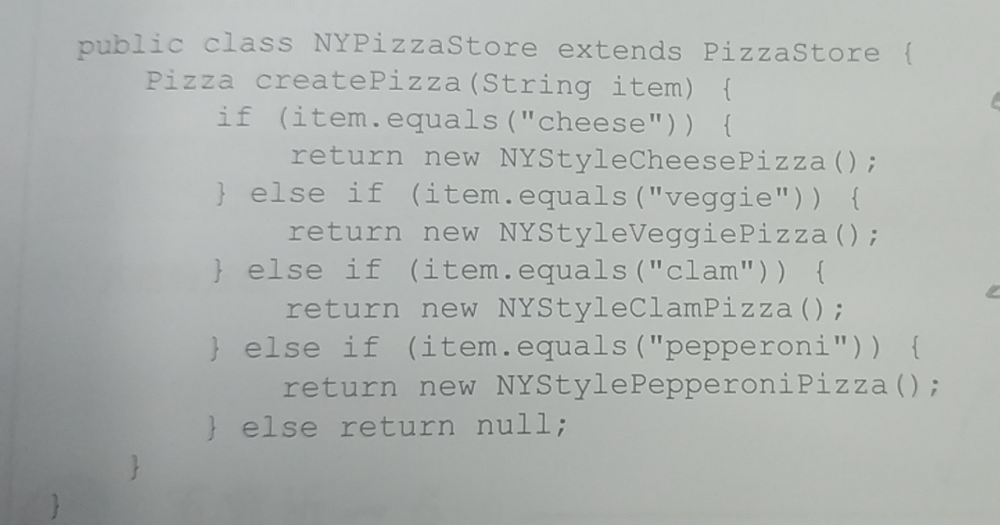 public class NYPizzaStore extends PizzaStore {
    Pizza createPizza(String item) {
        if (item.equals("cheese")) {
            return new NYStyleCheesePizza();
        } else if (item.equals("veggie")) {
            return new NYStyleVeggiePizza();
        } else if (item.equals("clam")) {
            return new NYStyleClamPizza();
        } else if (item.equals("pepperoni")) {
            return new NYStylePepperoniPizza();
        } else return null;
    }
}